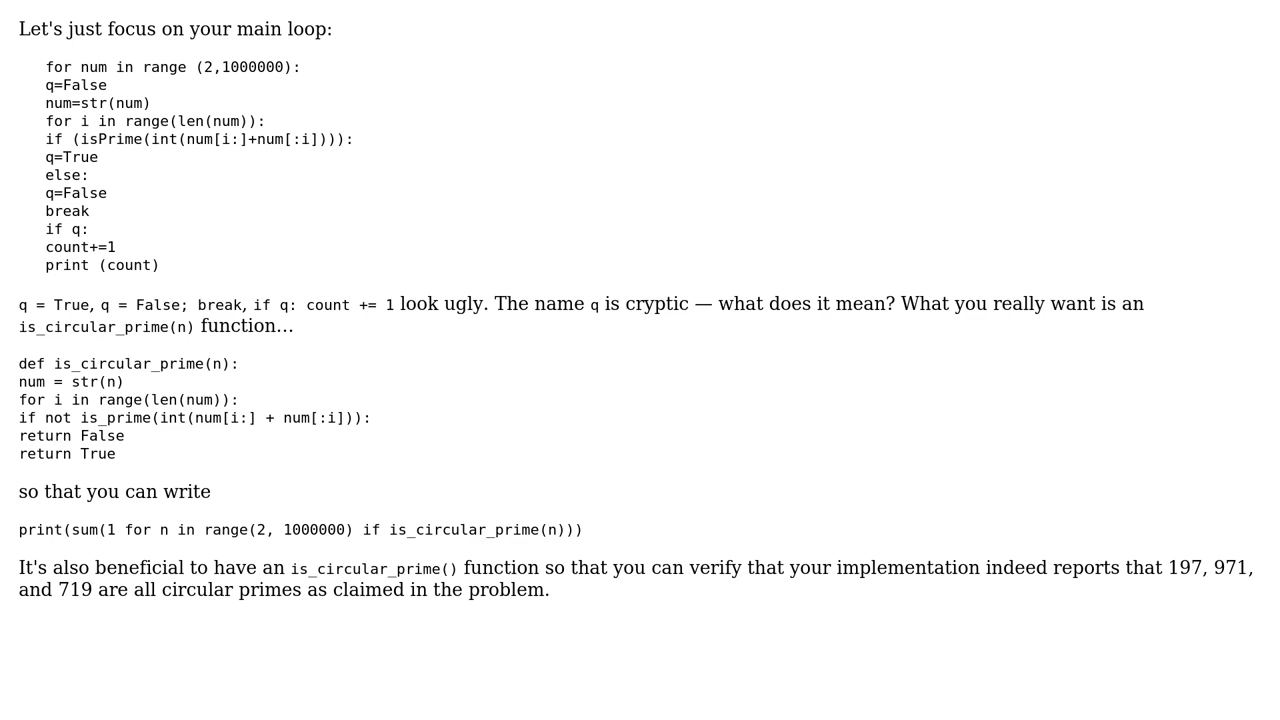 Let's just focus on your main loop:
for num in range (2,1000000):
q=False
num=str(num)
for i in range(len(num)):
if (isPrime(int(num[i:]+num[:i]))):
q=True
else:
q=False
break
if q:
count+=1
print (count)
q = True, q = False; break, if q: count += 1 look ugly. The name q is cryptic — what does it mean? What you really want is an
is_circular_prime(n) function…
def is_circular_prime(n):
num = str(n)
for i in range(len(num)):
if not is_prime(int(num[i:] + num[:i])):
return False
return True
so that you can write
print(sum(1 for n in range(2, 1000000) if is_circular_prime(n)))
It's also beneficial to have an is_circular_prime() function so that you can verify that your implementation indeed reports that 197, 971,
and 719 are all circular primes as claimed in the problem.